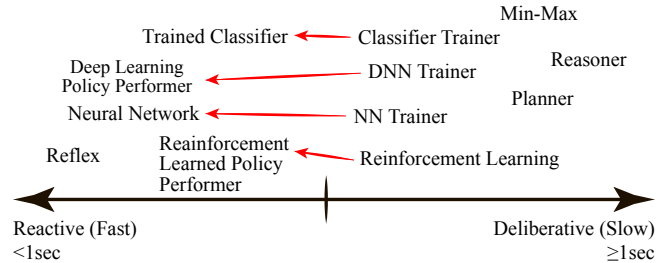 Min-Max
Trained Classifier
Classifier Trainer
Reasoner
Deep Learning
Policy Performer
DNN Trainer
Planner
Neural Network
NN Trainer
Reflex
Reainforcement
Learned Policy
Performer
Reinforcement Learning
Reactive (Fast)
<1sec
Deliberative (Slow)
≥1sec